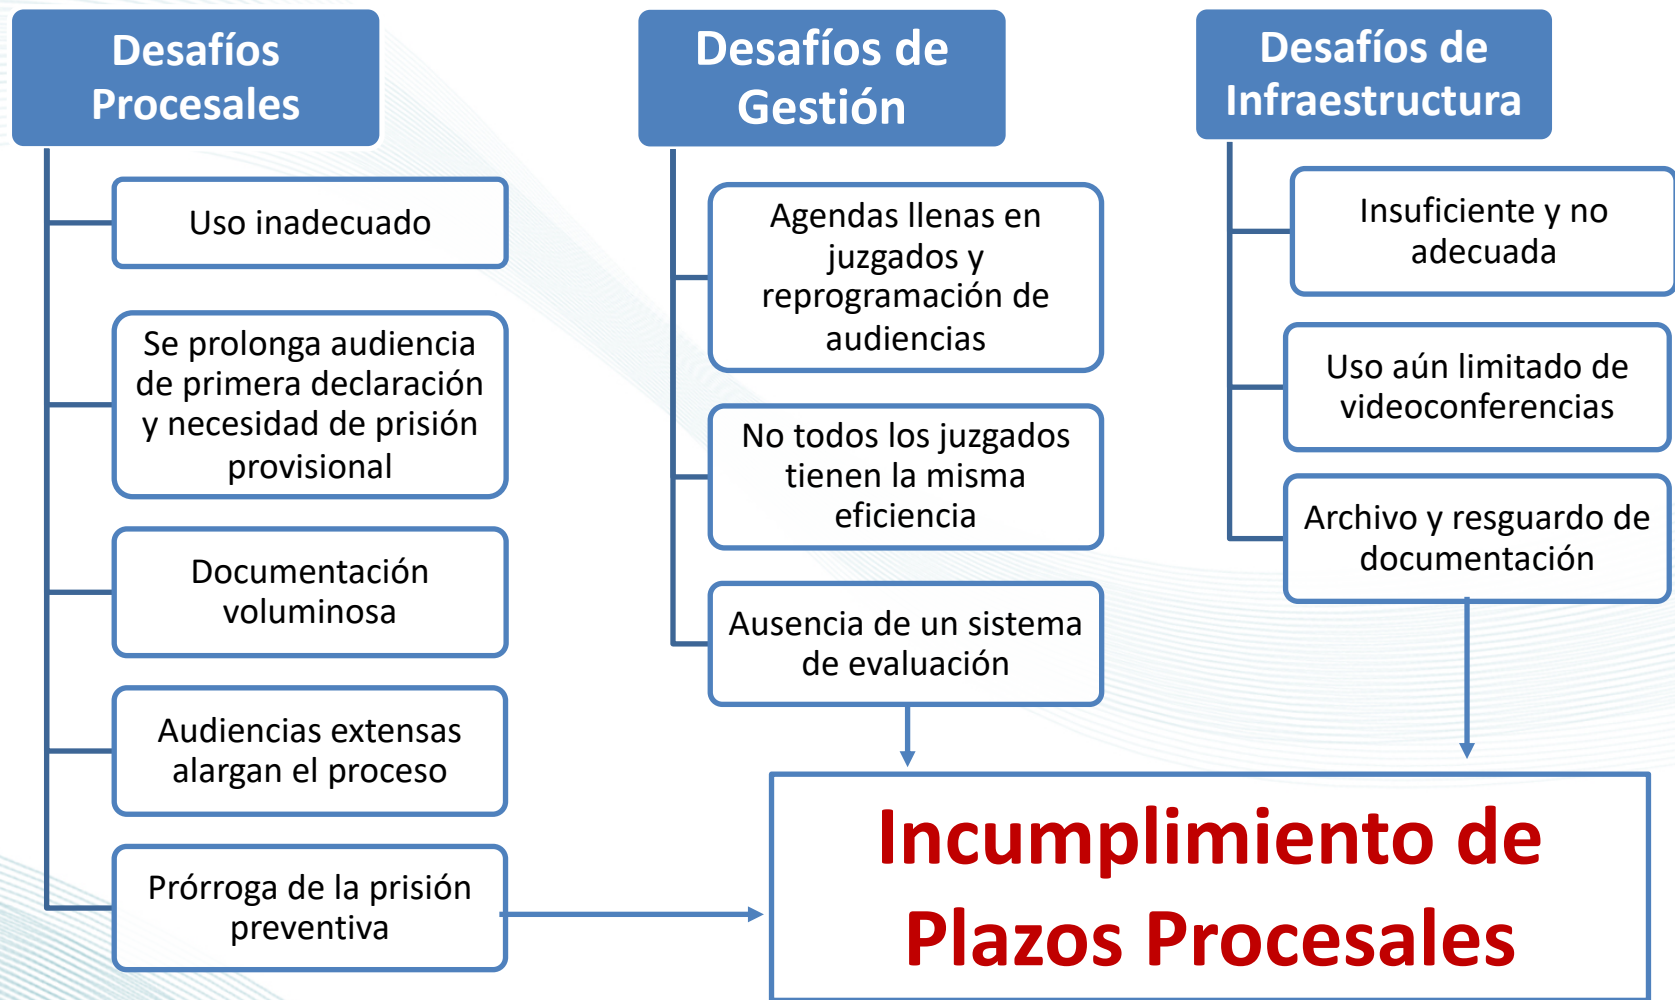 Desafíos
Procesales
Uso inadecuado
Se prolonga audiencia
de primera declaración
y necesidad de prisión
provisional
Documentación
voluminosa
Audiencias extensas
alargan el proceso
Prórroga de la prisión
preventiva
Desafíos de
Gestión
Agendas llenas en
juzgados y
reprogramación de
audiencias
No todos los juzgados
tienen la misma
eficiencia
Ausencia de un sistema
de evaluación
Desafíos de
Infraestructura
Insuficiente y no
adecuada
Uso aún limitado de
videoconferencias
Archivo y resguardo de
documentación
Incumplimiento de
Plazos Procesales